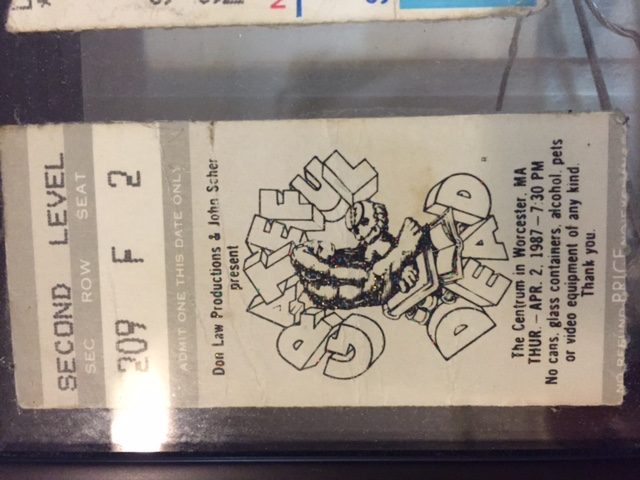 SECOND LEVEL
SEC ROW SEAT
209 F 2
ADMIT ONE THIS DATE ONLY
Don Law Productions & John Scher
present
GRATEFUL
DEAD
The Centrum in Worcester, MA
THUR. - APR. 2, 1987 - 7:30 PM
No cans, glass containers, alcohol, pets
or video equipment of any kind.
Thank you.
NO REFUND PRICE NO EXCHANGE